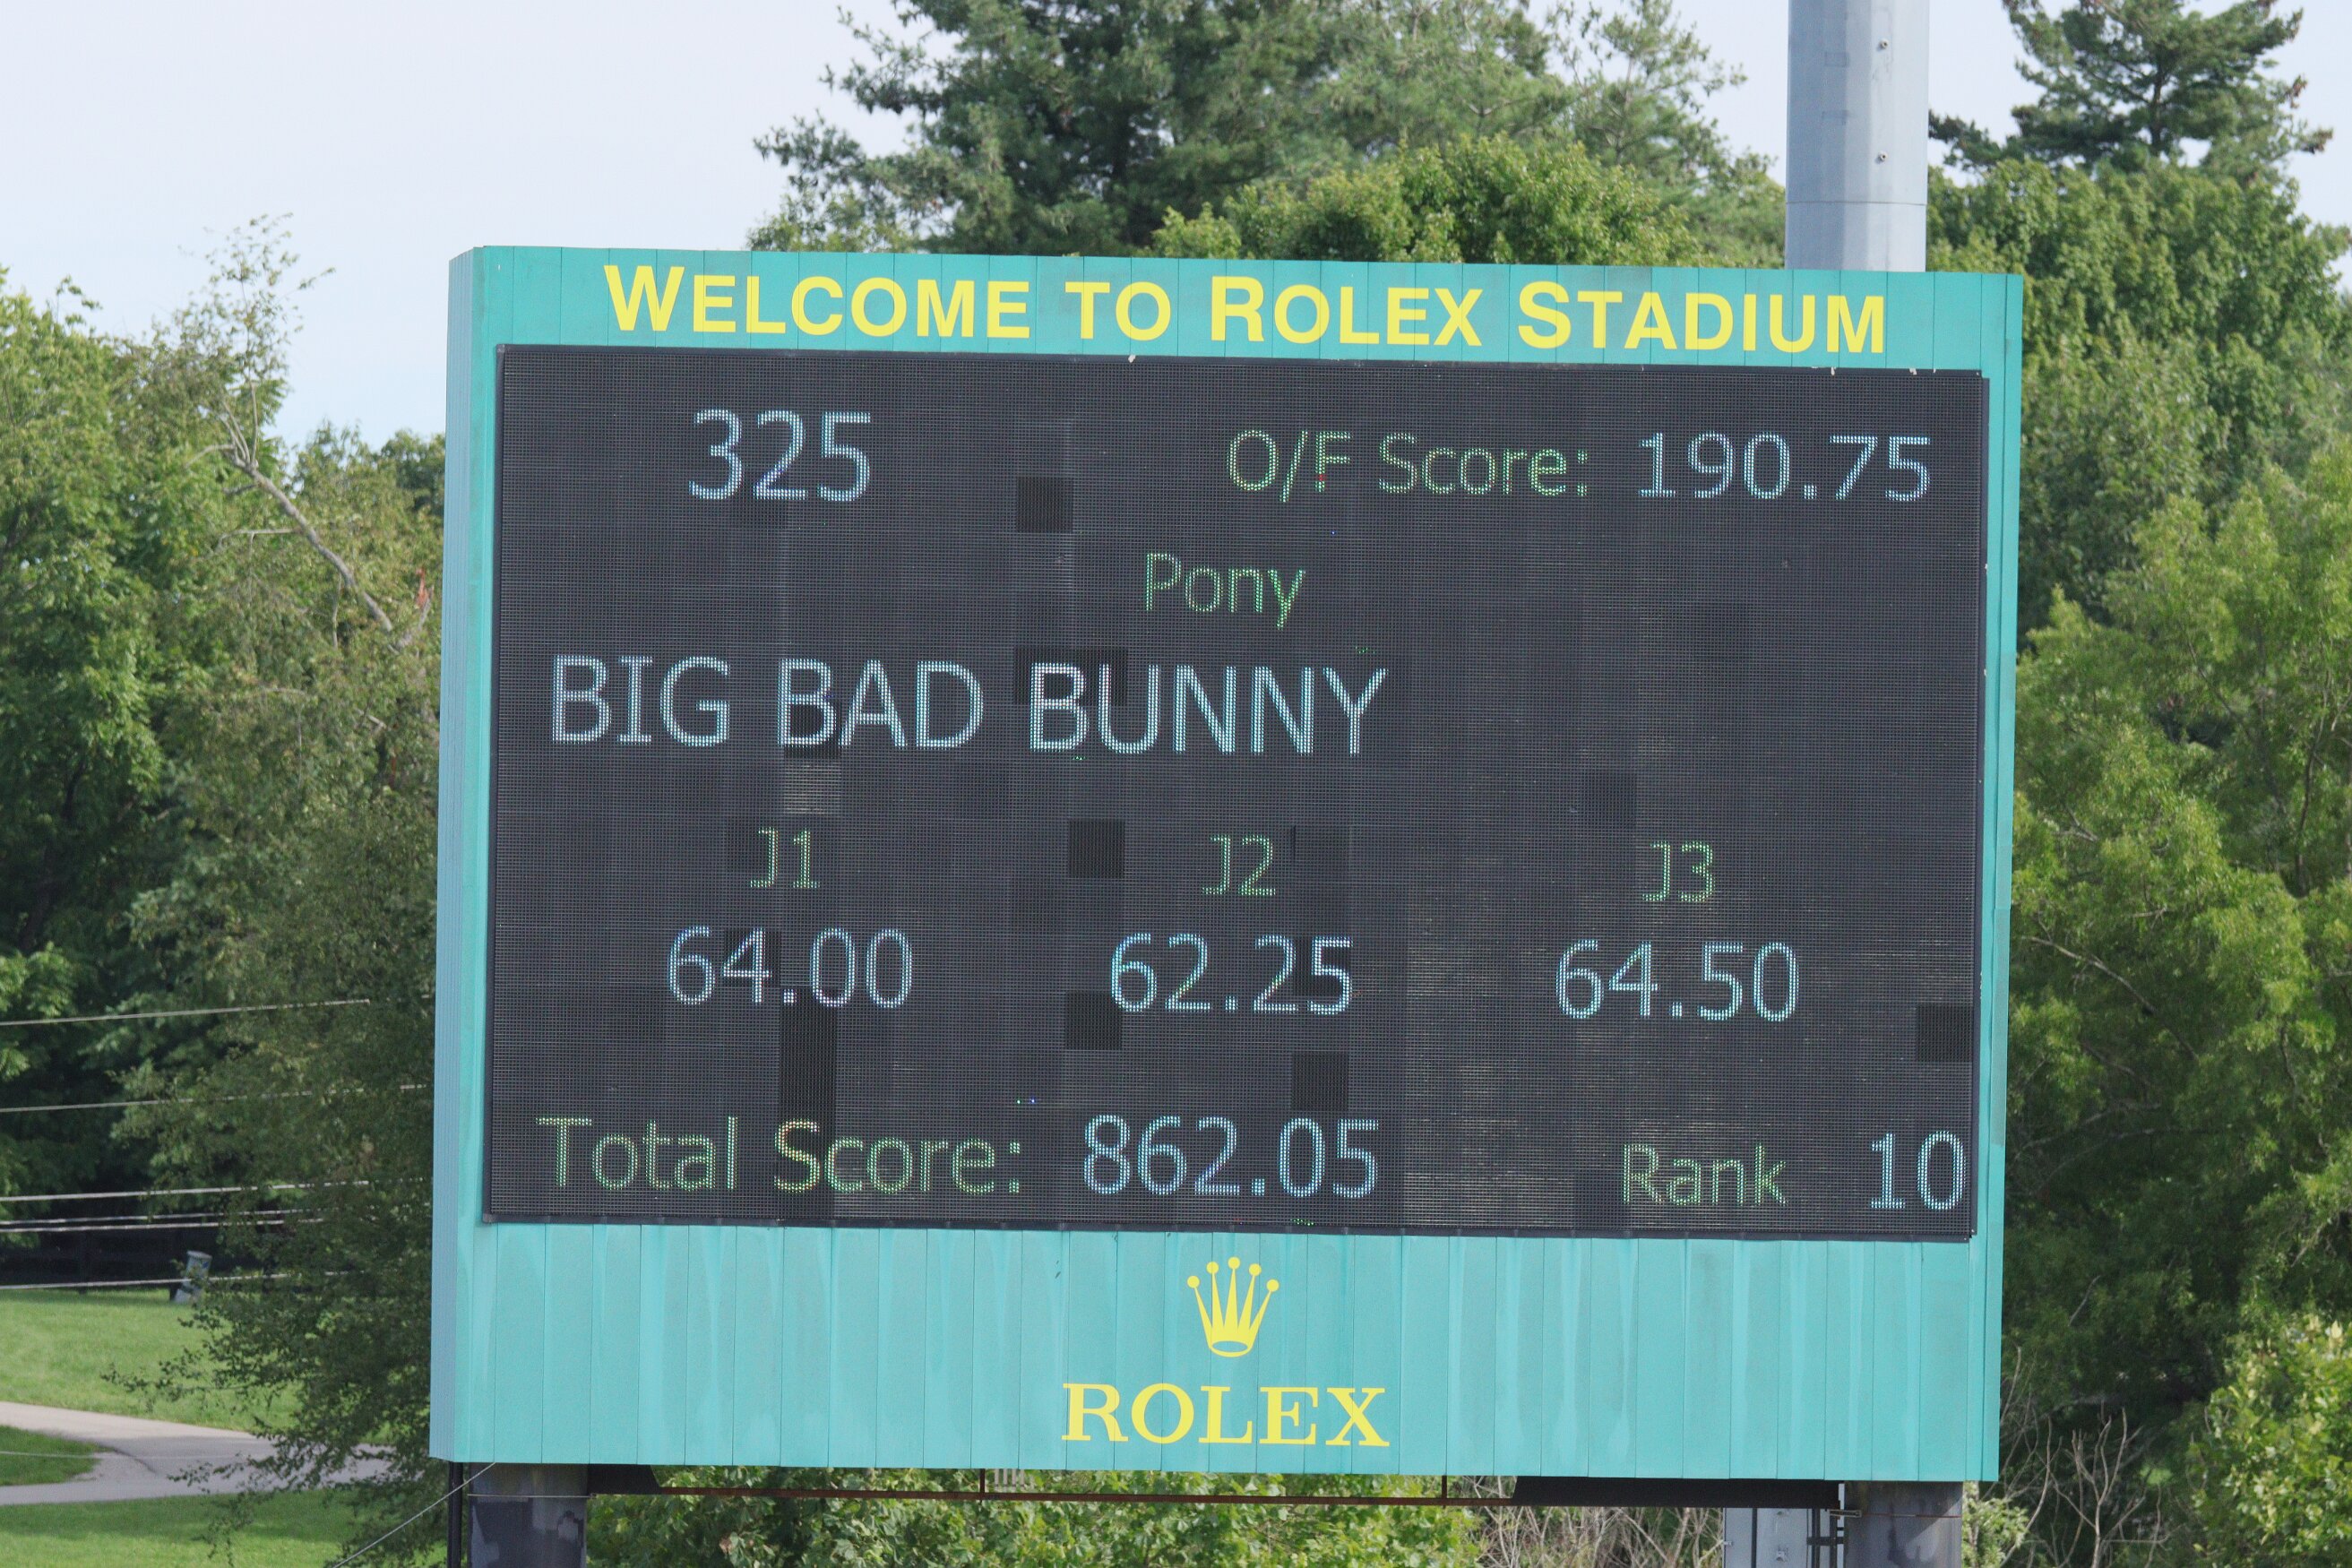 WELCOME TO ROLEX STADIUM
325 O/F Score: 190.75
Pony
BIG BAD BUNNY
J1 J2 J3
64.00 62.25 64.50
Total Score: 862.05 Rank 10
ROLEX